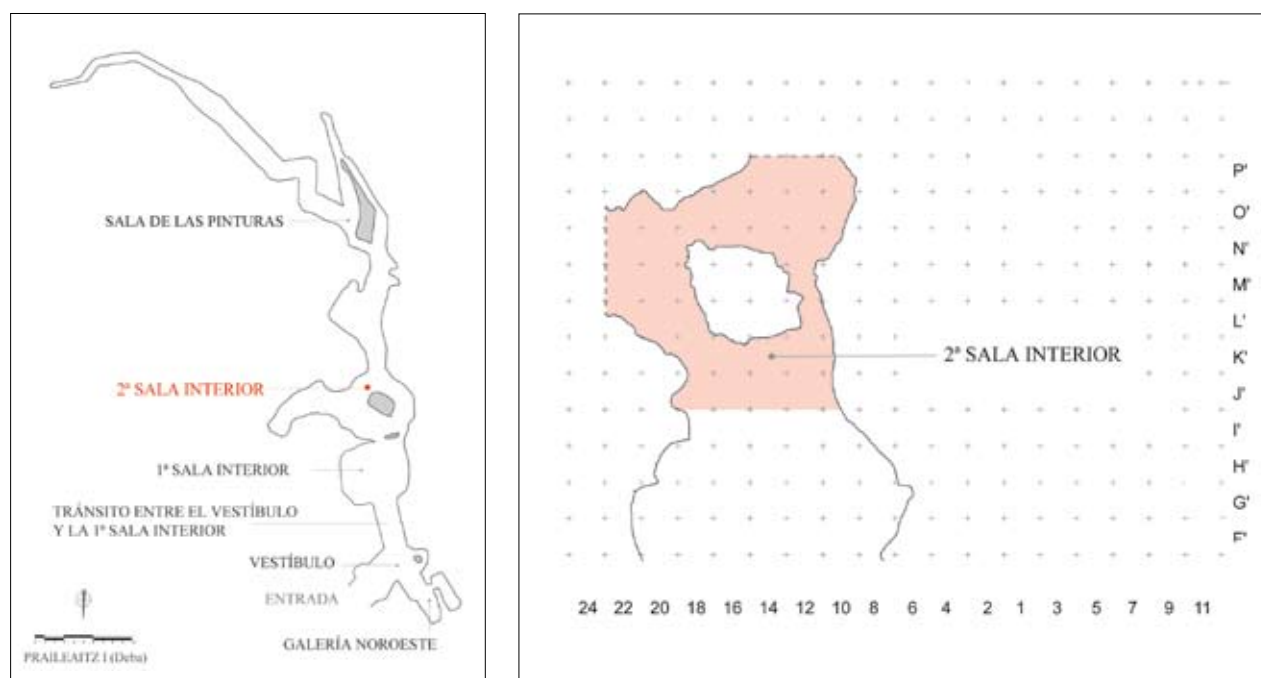 SALA DE LAS PINTURAS
2ª SALA INTERIOR
1ª SALA INTERIOR
TRÁNSITO ENTRE EL VESTÍBULO
Y LA 1ª SALA INTERIOR
VESTÍBULO
ENTRADA
GALERÍA NOROESTE
PRAILEAITZ I (Deba)
P'
O'
N'
M'
L'
2ª SALA INTERIOR
K'
J'
I'
H'
G'
F'
24 22 20 18 16 14 12 10 8 6 4 2 1 3 5 7 9 11